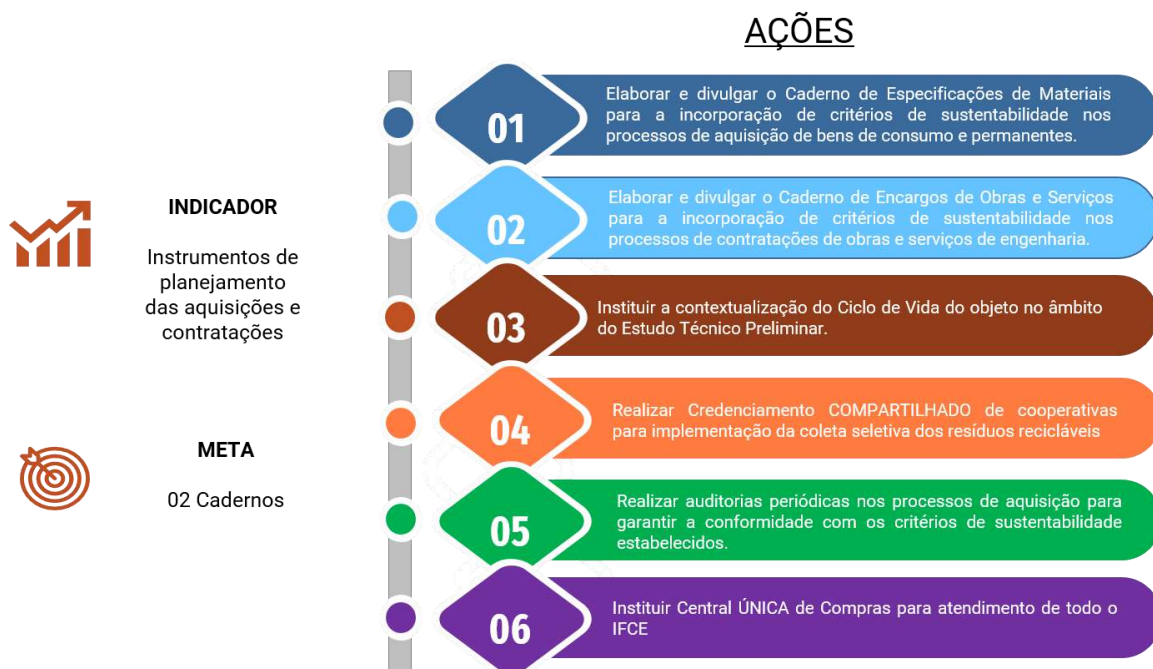 AÇÕES
INDICADOR
Instrumentos de
planejamento
das aquisições e
contratações
META
02 Cadernos
01
Elaborar e divulgar o Caderno de Especificações de Materiais
para a incorporação de critérios de sustentabilidade nos
processos de aquisição de bens de consumo e permanentes.
02
Elaborar e divulgar o Caderno de Encargos de Obras e Serviços
para a incorporação de critérios de sustentabilidade nos
processos de contratações de obras e serviços de engenharia.
03
Instituir a contextualização do Ciclo de Vida do objeto no âmbito
do Estudo Técnico Preliminar.
04
Realizar Credenciamento COMPARTILHADO de cooperativas
para implementação da coleta seletiva dos resíduos recicláveis
05
Realizar auditorias periódicas nos processos de aquisição para
garantir a conformidade com os critérios de sustentabilidade
estabelecidos.
06
Instituir Central ÚNICA de Compras para atendimento de todo o
IFCE